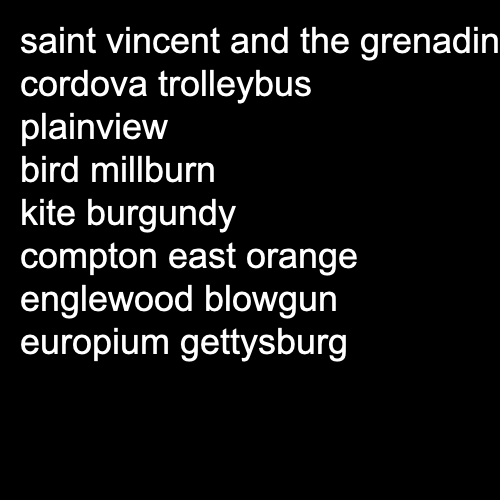 saint vincent and the grenadin
cordova trolleybus
plainview
bird millburn
kite burgundy
compton east orange
englewood blowgun
europium gettysburg